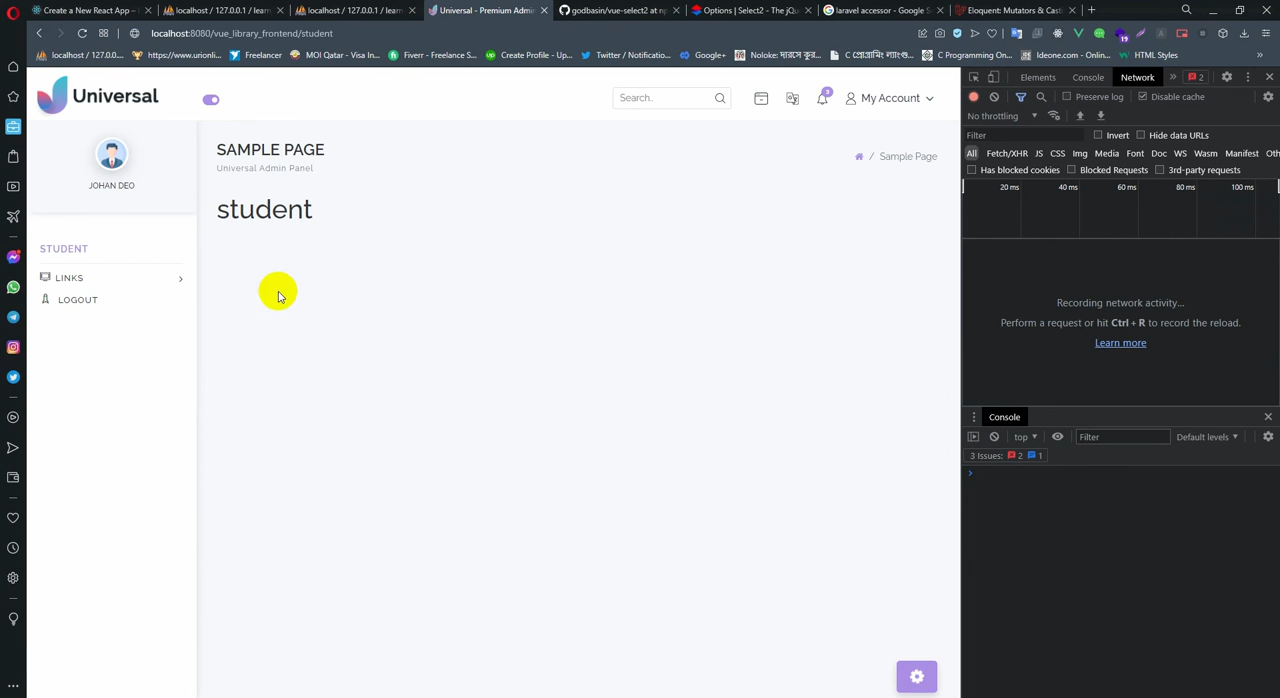 Create a New React App –
localhost / 127.0.0.1 / learn
localhost / 127.0.0.1 / learn
Universal - Premium Admi
godbasin/vue-select2 at np
Options | Select2 - The jQu
laravel accessor - Google S
Eloquent: Mutators & Cast
localhost:8080/vue_library_frontend/student
localhost / 127.0.0....
https://www.urionli...
Freelancer
MOI Qatar - Visa In...
Fiverr - Freelance S...
Create Profile - Up...
Twitter / Notificatio...
Google+
C Programming On...
Ideone.com - Onlin...
HTML Styles
»
Universal
Search..
3
My Account
JOHAN DEO
SAMPLE PAGE
Universal Admin Panel
/ Sample Page
student
STUDENT
LINKS
LOGOUT
Elements
Console
Network
»
2
Preserve log
Disable cache
No throttling
Filter
Invert
Hide data URLs
All Fetch/XHR JS CSS Img Media Font Doc WS Wasm Manifest Oth
Has blocked cookies
Blocked Requests
3rd-party requests
20 ms 40 ms 60 ms 80 ms 100 ms
Recording network activity...
Perform a request or hit Ctrl + R to record the reload.
Learn more
Console
top
Filter
Default levels
3 Issues: 2 1